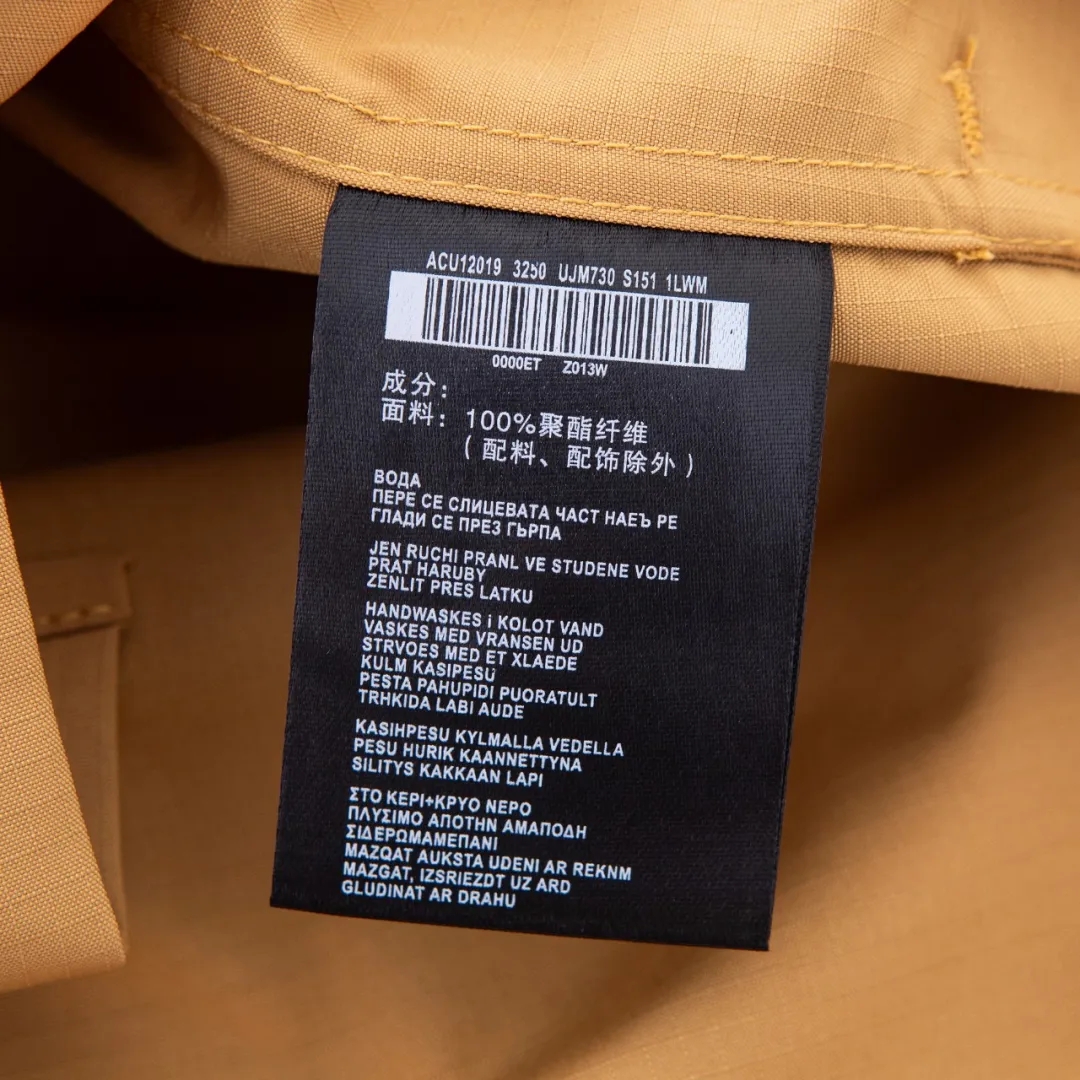 ACU12019 3250 UJM730 S151 1LWM
0000ET Z013W
成分：
面料：100%聚酯纤维
（配料、配饰除外）
ВОДА
ПЕРЕ СЕ СЛИЦЕВАТА ЧАСТ НАЕЪ РЕ
ГЛАДИ СЕ ПРЕЗ ГЬРПА
JEN RUCHI PRANL VE STUDENE VODE
PRAT HARUBY
ZENLIT PRES LATKU
HANDWASKES i KOLOT VAND
VASKES MED VRANSEN UD
STRVOES MED ET XLAEDE
KULM KASIPESÜ
PESTA PAHUPIDI PUORATULT
TRHKIDA LABI AUDE
KASIHPESU KYLMALLA VEDELLA
PESU HURIK KAANNETTYNA
SILITYS KAKKAAN LAPI
ΣΤΟ ΚΕΡΙ+ΚΡΥΟ ΝΕΡΟ
ΠΛΥΣΙΜΟ ΑΠΟΤΗΝ ΑΜΑΠΟΔΗ
ΣΙΔΕΡΩΜΑΜΕΠΑΝΙ
MAZQAT AUKSTA UDENI AR REKNM
MAZGAT, IZSRIEZDT UZ ARD
GLUDINAT AR DRAHU